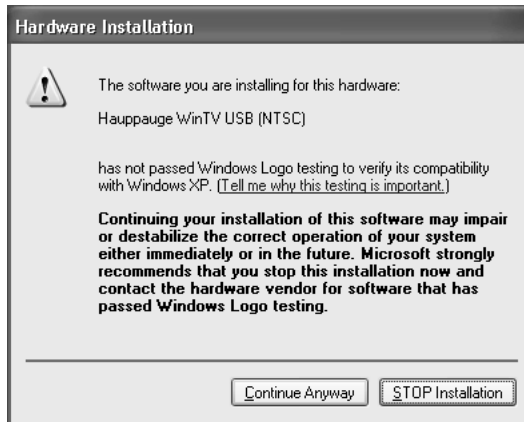 Hardware Installation
The software you are installing for this hardware:
Hauppauge WinTV USB (NTSC)
has not passed Windows Logo testing to verify its compatibility
with Windows XP. (Tell me why this testing is important.)
Continuing your installation of this software may impair
or destabilize the correct operation of your system
either immediately or in the future. Microsoft strongly
recommends that you stop this installation now and
contact the hardware vendor for software that has
passed Windows Logo testing.
Continue Anyway
STOP Installation